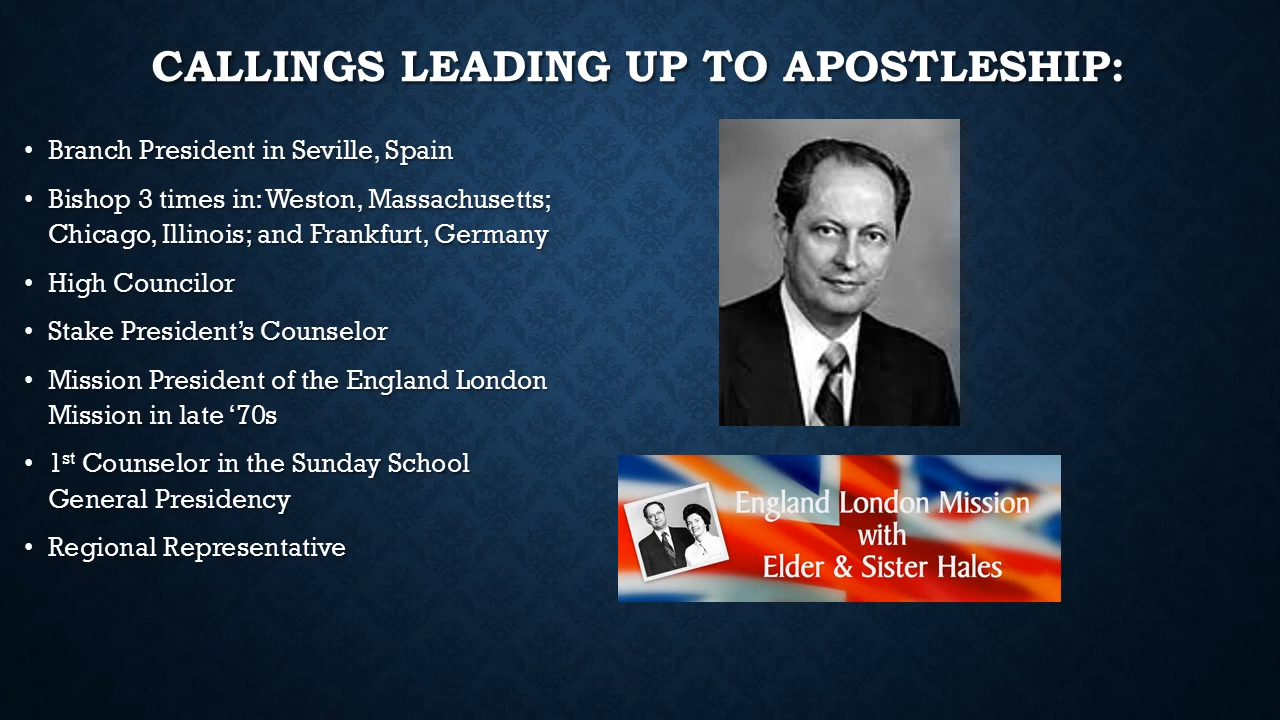 CALLINGS LEADING UP TO APOSTLESHIP:
• Branch President in Seville, Spain
• Bishop 3 times in: Weston, Massachusetts;
Chicago, Illinois; and Frankfurt, Germany
• High Councilor
• Stake President’s Counselor
• Mission President of the England London
Mission in late ‘70s
• 1st Counselor in the Sunday School
General Presidency
• Regional Representative
England London Mission
with
Elder & Sister Hales